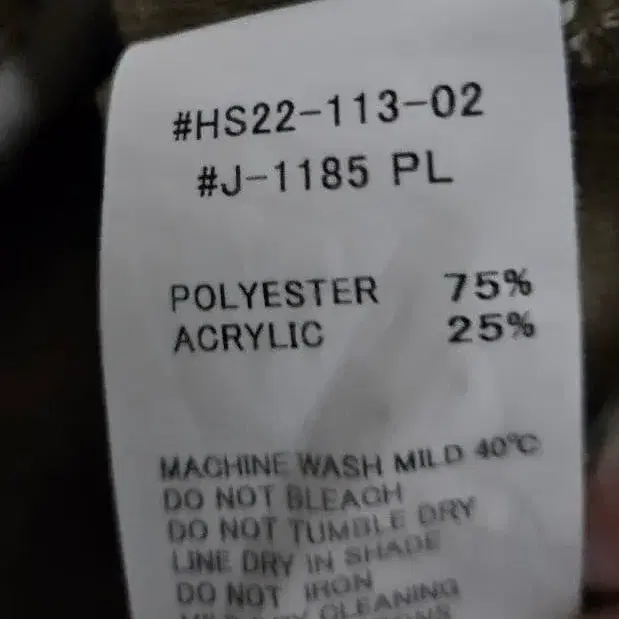 #HS22-113-02
#J-1185 PL
POLYESTER 75%
ACRYLIC 25%
MACHINE WASH MILD 40℃
DO NOT BLEACH
DO NOT TUMBLE DRY
LINE DRY IN SHADE
DO NOT IRON
CLEANING